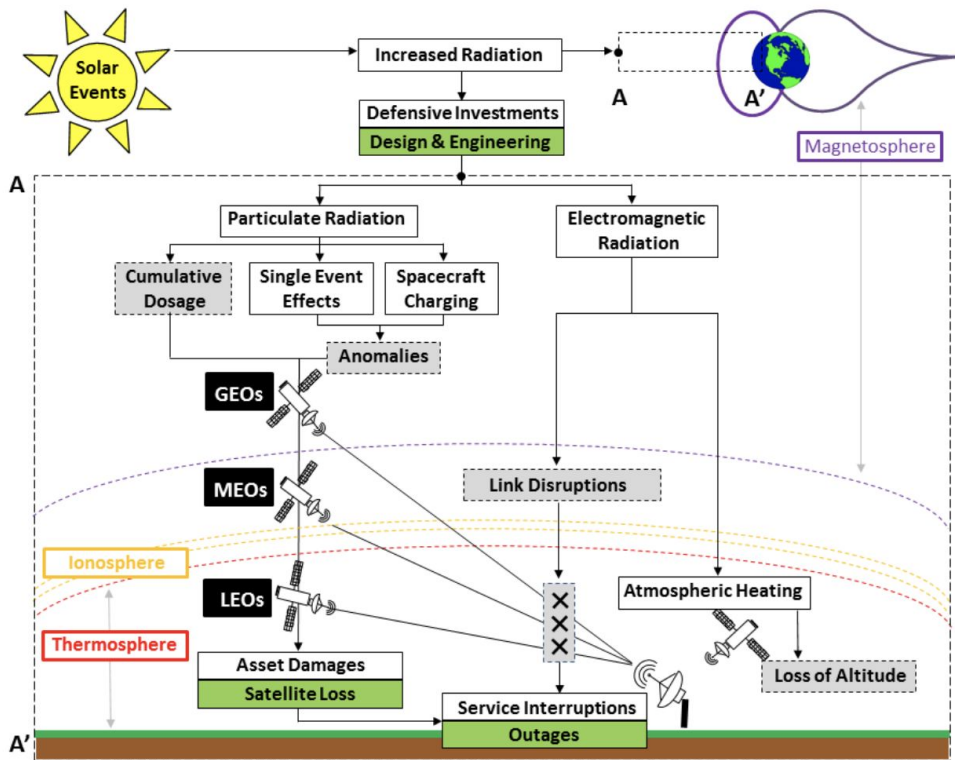 Solar
Events
Increased Radiation
A
A'
Defensive Investments
Design & Engineering
Magnetosphere
A
Particulate Radiation
Electromagnetic
Radiation
Cumulative
Dosage
Single Event
Effects
Spacecraft
Charging
Anomalies
GEOs
MEOs
Link Disruptions
Ionosphere
LEOs
Atmospheric Heating
Thermosphere
Asset Damages
Satellite Loss
Loss of Altitude
Service Interruptions
Outages
A'